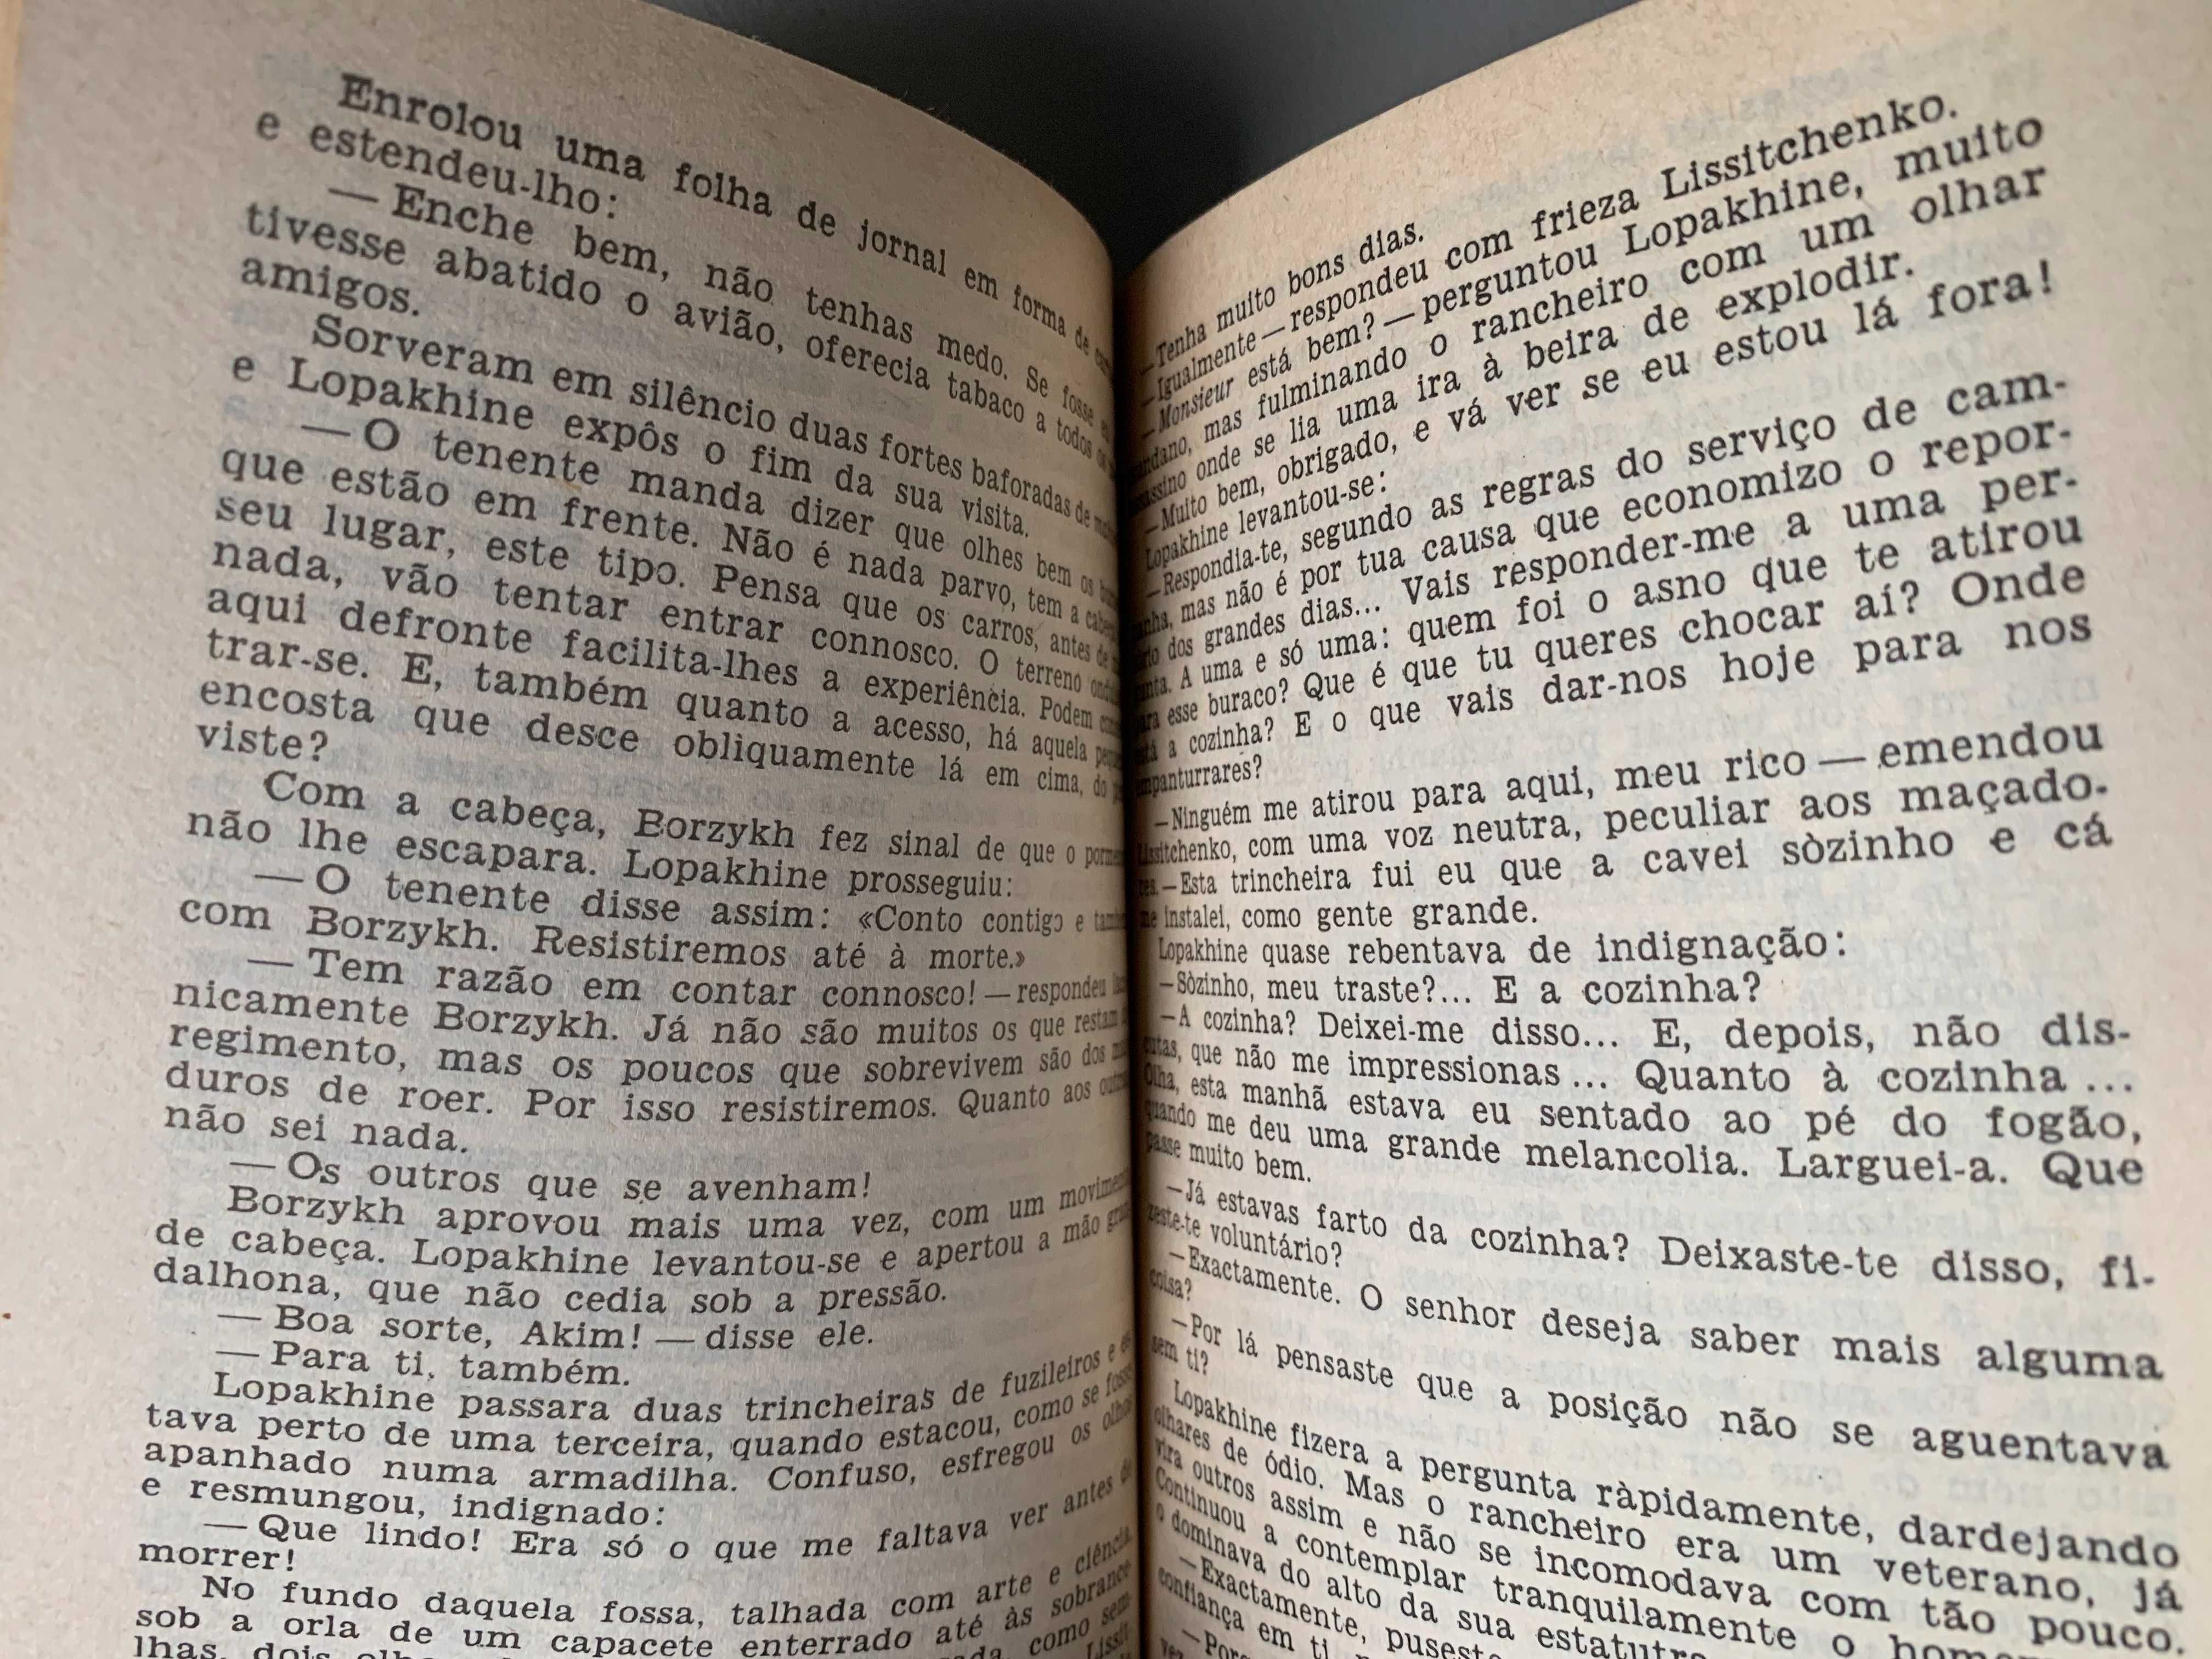 Enrolou uma folha de jornal em forma de
e estendeu-lho:
— Enche bem, não tenhas medo. Se fosse eu
tivesse abatido o avião, oferecia tabaco a todos os
amigos.
Sorveram em silêncio duas fortes baforadas de
e Lopakhine expôs o fim da sua visita.
— O tenente manda dizer que olhes bem os
que estão em frente. Não é nada parvo, tem a cabeça
seu lugar, este tipo. Pensa que os carros, antes de
nada, vão tentar entrar connosco. O terreno
aqui defronte facilita-lhes a experiência. Podem
trar-se. E, também quanto a acesso, há aquela
encosta que desce obliquamente lá em cima, do
viste?
Com a cabeça, Borzykh fez sinal de que o
não lhe escapara. Lopakhine prosseguiu:
— O tenente disse assim: «Conto contigo e
com Borzykh. Resistiremos até à morte.»
— Tem razão em contar connosco! — respondeu
nicamente Borzykh. Já não são muitos os que restam
regimento, mas os poucos que sobrevivem são dos
duros de roer. Por isso resistiremos. Quanto aos
não sei nada.
— Os outros que se avenham!
Borzykh aprovou mais uma vez, com um
de cabeça. Lopakhine levantou-se e apertou a mão
dalhona, que não cedia sob a pressão.
— Boa sorte, Akim! — disse ele.
— Para ti, também.
Lopakhine passara duas trincheiras de fuzileiros e es
tava perto de uma terceira, quando estacou, como se fosse
apanhado numa armadilha. Confuso, esfregou os
e resmungou, indignado:
— Que lindo! Era só o que me faltava ver antes de
morrer!
No fundo daquela fossa, talhada com arte e ciência,
sob a orla de um capacete enterrado até às sobrance
lhas, dois como
— Tenha muito bons dias.
— Igualmente — respondeu com frieza Lissitchenko.
— Monsieur está bem? — perguntou Lopakhine, muito
mas fulminando o rancheiro com um olhar
onde se lia uma ira à beira de explodir.
— Muito bem, obrigado, e vá ver se eu estou lá fora!
Lopakhine levantou-se:
— Respondia-te, segundo as regras do serviço de cam-
mas não é por tua causa que economizo o repor-
dos grandes dias... Vais responder-me a uma per-
A uma e só uma: quem foi o asno que te atirou
esse buraco? Que é que tu queres chocar aí? Onde
a cozinha? E o que vais dar-nos hoje para nos
empanturrares?
— Ninguém me atirou para aqui, meu rico — emendou
Lissitchenko, com uma voz neutra, peculiar aos maçado-
res. — Esta trincheira fui eu que a cavei sòzinho e cá
me instalei, como gente grande.
Lopakhine quase rebentava de indignação:
— Sòzinho, meu traste?... E a cozinha?
— A cozinha? Deixei-me disso... E, depois, não dis-
cutas, que não me impressionas... Quanto à cozinha...
Olha, esta manhã estava eu sentado ao pé do fogão,
quando me deu uma grande melancolia. Larguei-a. Que
passe muito bem.
— Já estavas farto da cozinha? Deixaste-te disso, fi-
zeste-te voluntário?
— Exactamente. O senhor deseja saber mais alguma
coisa?
— Por lá pensaste que a posição não se aguentava
sem ti?
Lopakhine fizera a pergunta ràpidamente, dardejando
olhares de ódio. Mas o rancheiro era um veterano, já
vira outros assim e não se incomodava com tão pouco.
Continuou a contemplar tranquilamente o
o dominava do alto da sua
— Exactamente,
confiança em ti